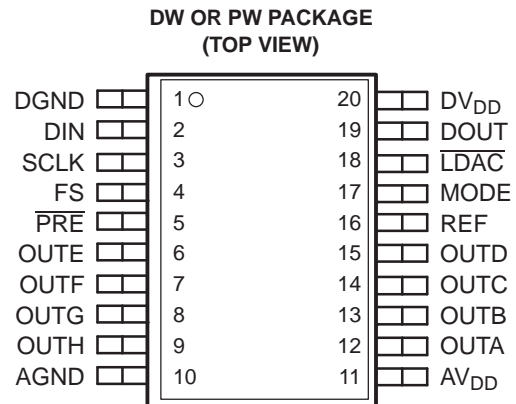 DW OR PW PACKAGE
(TOP VIEW)
DGND 1 20 DVDD
DIN 2 19 DOUT
SCLK 3 18 L̅D̅A̅C̅
FS 4 17 MODE
P̅R̅E̅ 5 16 REF
OUTE 6 15 OUTD
OUTF 7 14 OUTC
OUTG 8 13 OUTB
OUTH 9 12 OUTA
AGND 10 11 AVDD